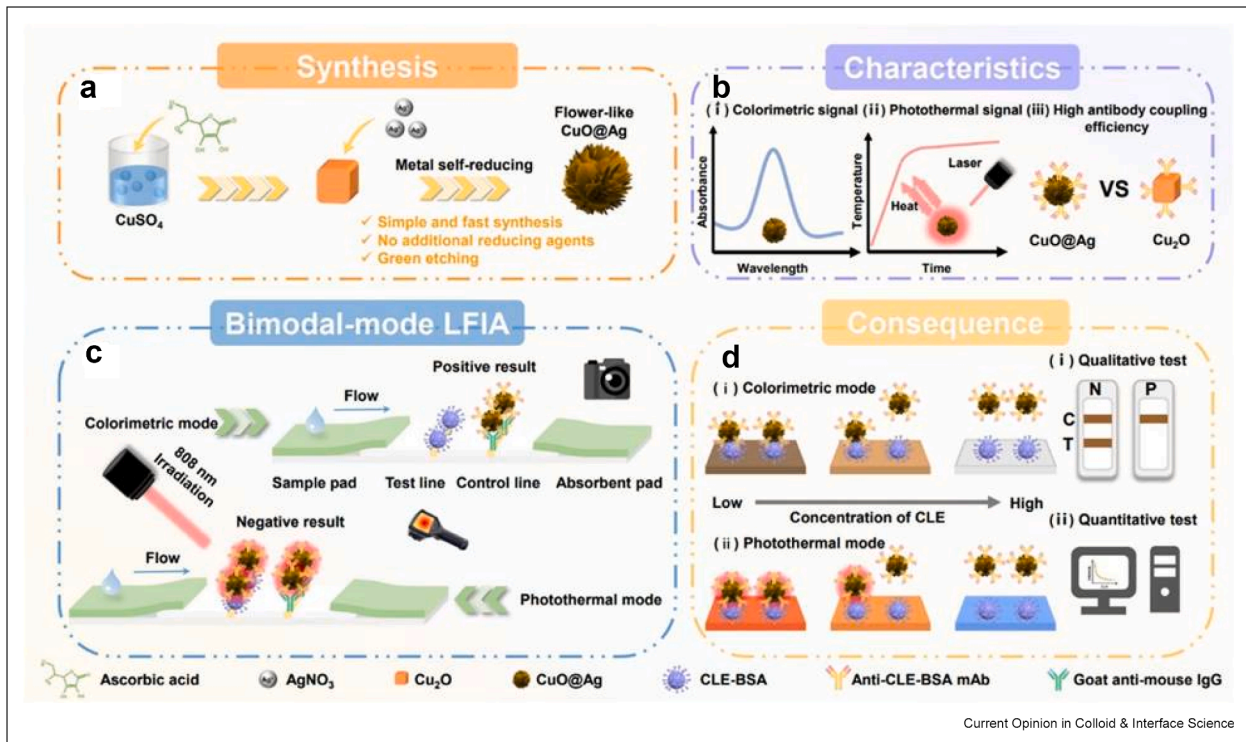 Synthesis
a
AgNO₃
Ag
Ag
Ag
Flower-like
CuO@Ag
Metal self-reducing
CuSO₄
✓ Simple and fast synthesis
✓ No additional reducing agents
✓ Green etching
Characteristics
b
(i) Colorimetric signal (ii) Photothermal signal (iii) High antibody coupling
efficiency
Absorbance
Wavelength
Temperature
Laser
Heat
Time
CuO@Ag
VS
Cu₂O
Bimodal-mode LFIA
c
Positive result
Flow
Colorimetric mode
808 nm
Irradiation
Sample pad
Test line
Control line
Absorbent pad
Negative result
Flow
Photothermal mode
Consequence
d
(i) Colorimetric mode
(i) Qualitative test
N
P
C
T
Low
High
Concentration of CLE
(ii) Photothermal mode
(ii) Quantitative test
Ascorbic acid
Ag
AgNO₃
Cu₂O
CuO@Ag
CLE-BSA
Anti-CLE-BSA mAb
Goat anti-mouse IgG
Current Opinion in Colloid & Interface Science